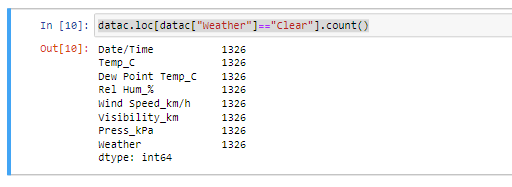 In [10]: datac.loc[datac["Weather"]=="Clear"].count()
Out[10]: Date/Time 1326
Temp_C 1326
Dew Point Temp_C 1326
Rel Hum_% 1326
Wind Speed_km/h 1326
Visibility_km 1326
Press_kPa 1326
Weather 1326
dtype: int64